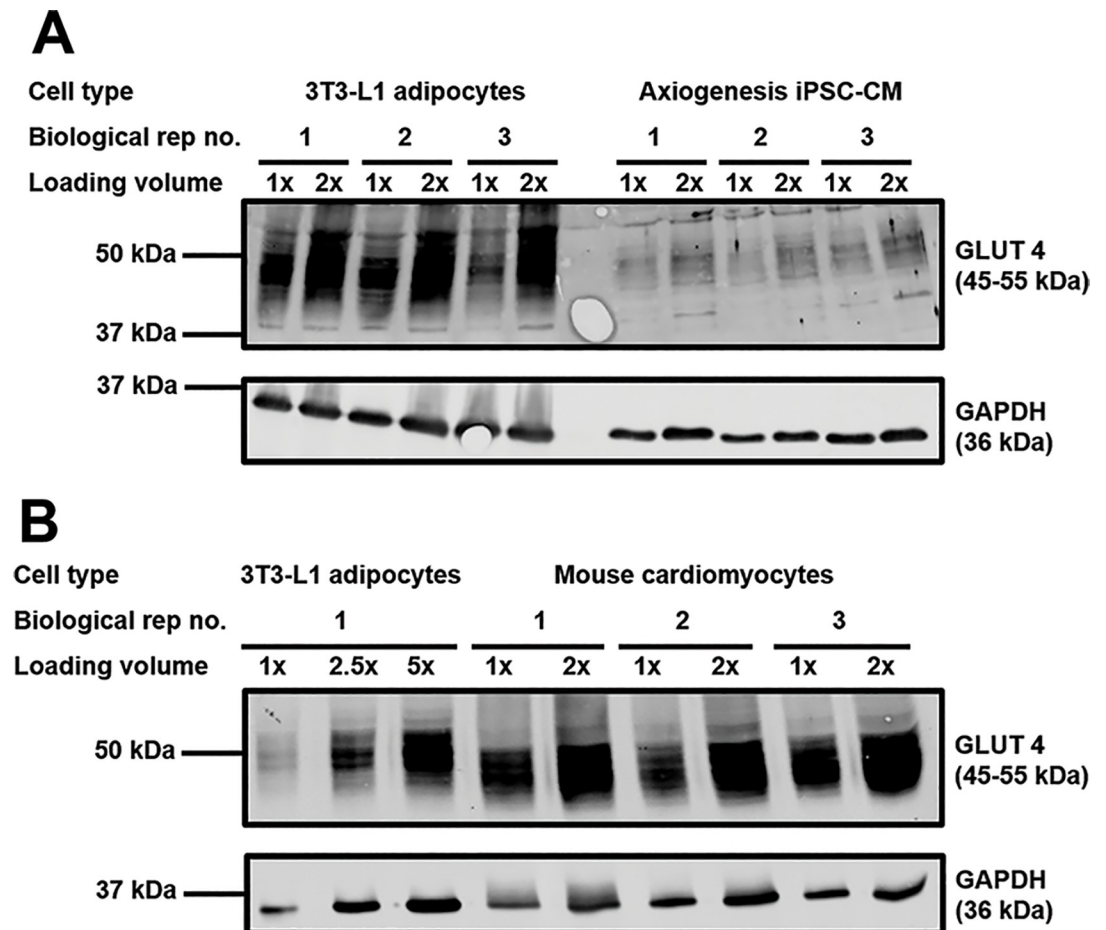 A
Cell type 3T3-L1 adipocytes Axiogenesis iPSC-CM
Biological rep no. 1 2 3 1 2 3
Loading volume 1x 2x 1x 2x 1x 2x 1x 2x 1x 2x 1x 2x
50 kDa
GLUT 4
(45-55 kDa)
37 kDa
37 kDa
GAPDH
(36 kDa)
B
Cell type 3T3-L1 adipocytes Mouse cardiomyocytes
Biological rep no. 1 1 2 3
Loading volume 1x 2.5x 5x 1x 2x 1x 2x 1x 2x
50 kDa
GLUT 4
(45-55 kDa)
37 kDa
GAPDH
(36 kDa)